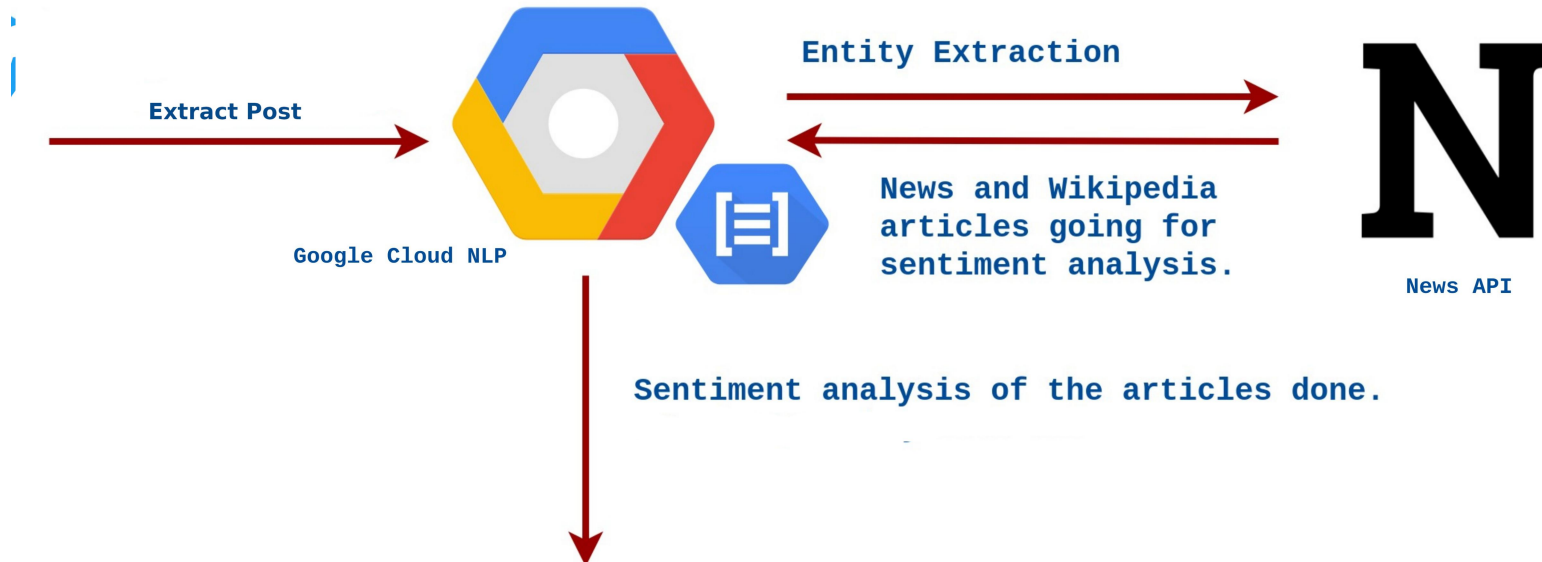 Entity Extraction
Extract Post
News and Wikipedia
articles going for
sentiment analysis.
Google Cloud NLP
N
News API
Sentiment analysis of the articles done.